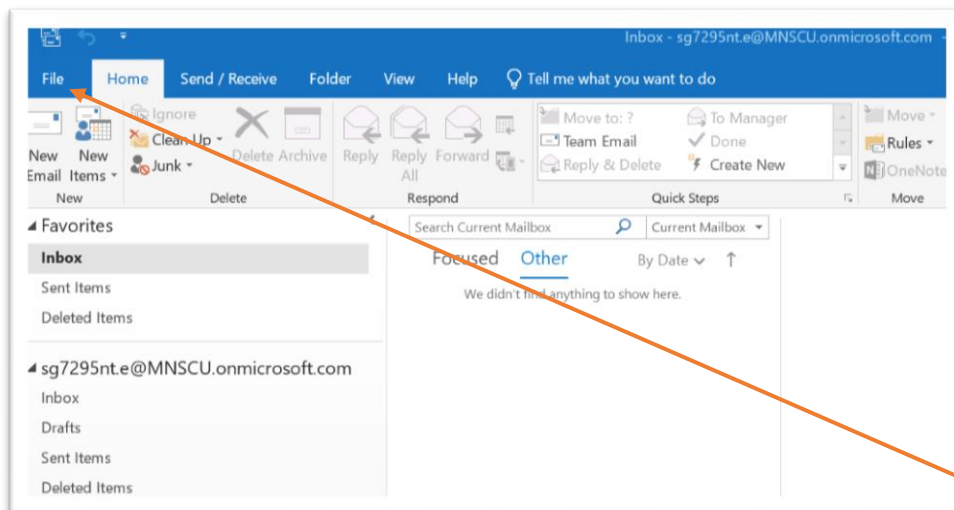 Inbox - sg7295nt.e@MNSCU.onmicrosoft.com -
File Home Send / Receive Folder View Help Tell me what you want to do
New Email
New Items
Ignore
Clean Up
Junk
Delete Archive
Reply Reply All Forward
Move to: ? To Manager
Team Email Done
Reply & Delete Create New
Move
Rules
OneNote
New Delete Respond Quick Steps Move
Favorites
Inbox
Sent Items
Deleted Items
sg7295nt.e@MNSCU.onmicrosoft.com
Inbox
Drafts
Sent Items
Deleted Items
Search Current Mailbox Current Mailbox
Focused Other By Date
We didn't find anything to show here.